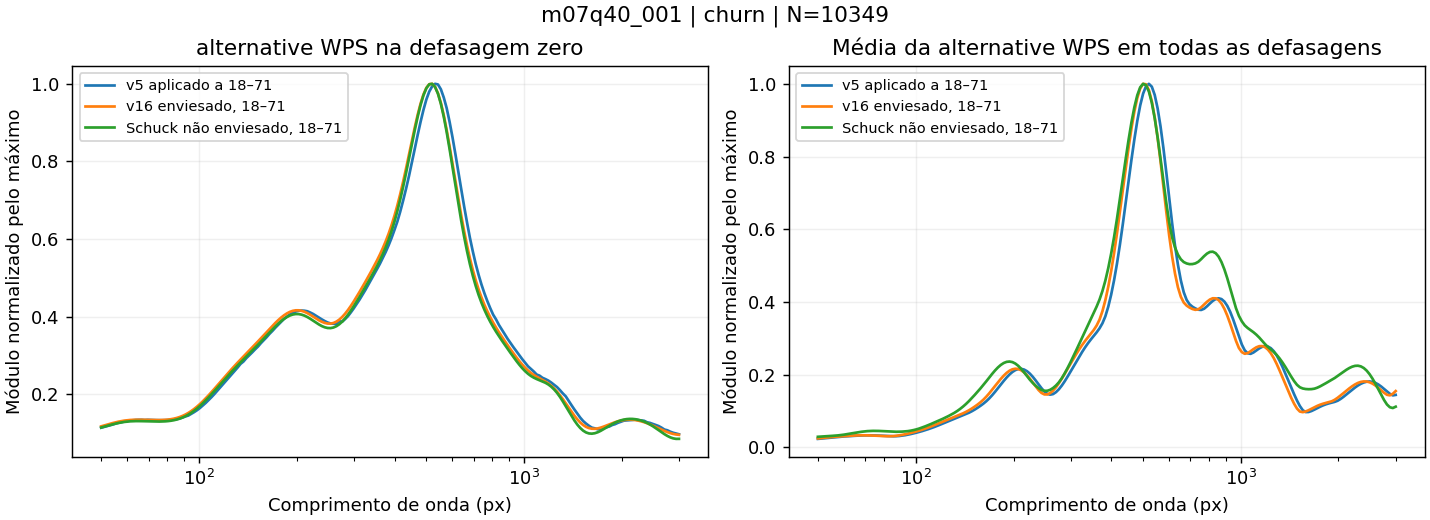 m07q40_001 | churn | N=10349
alternative WPS na defasagem zero
Módulo normalizado pelo máximo
1.0
0.8
0.6
0.4
0.2
v5 aplicado a 18–71
v16 enviesado, 18–71
Schuck não enviesado, 18–71
10²
10³
Comprimento de onda (px)
Média da alternative WPS em todas as defasagens
Módulo normalizado pelo máximo
1.0
0.8
0.6
0.4
0.2
0.0
v5 aplicado a 18–71
v16 enviesado, 18–71
Schuck não enviesado, 18–71
10²
10³
Comprimento de onda (px)